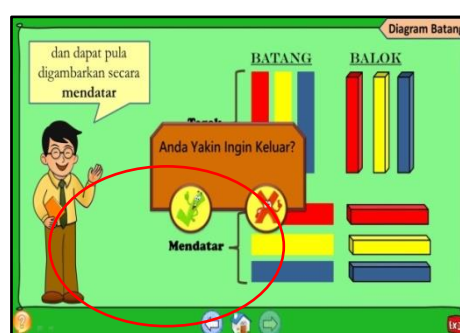 Diagram Batang
dan dapat pula
digambarkan secara
mendatar
BATANG
BALOK
Anda Yakin Ingin Keluar?
Mendatar